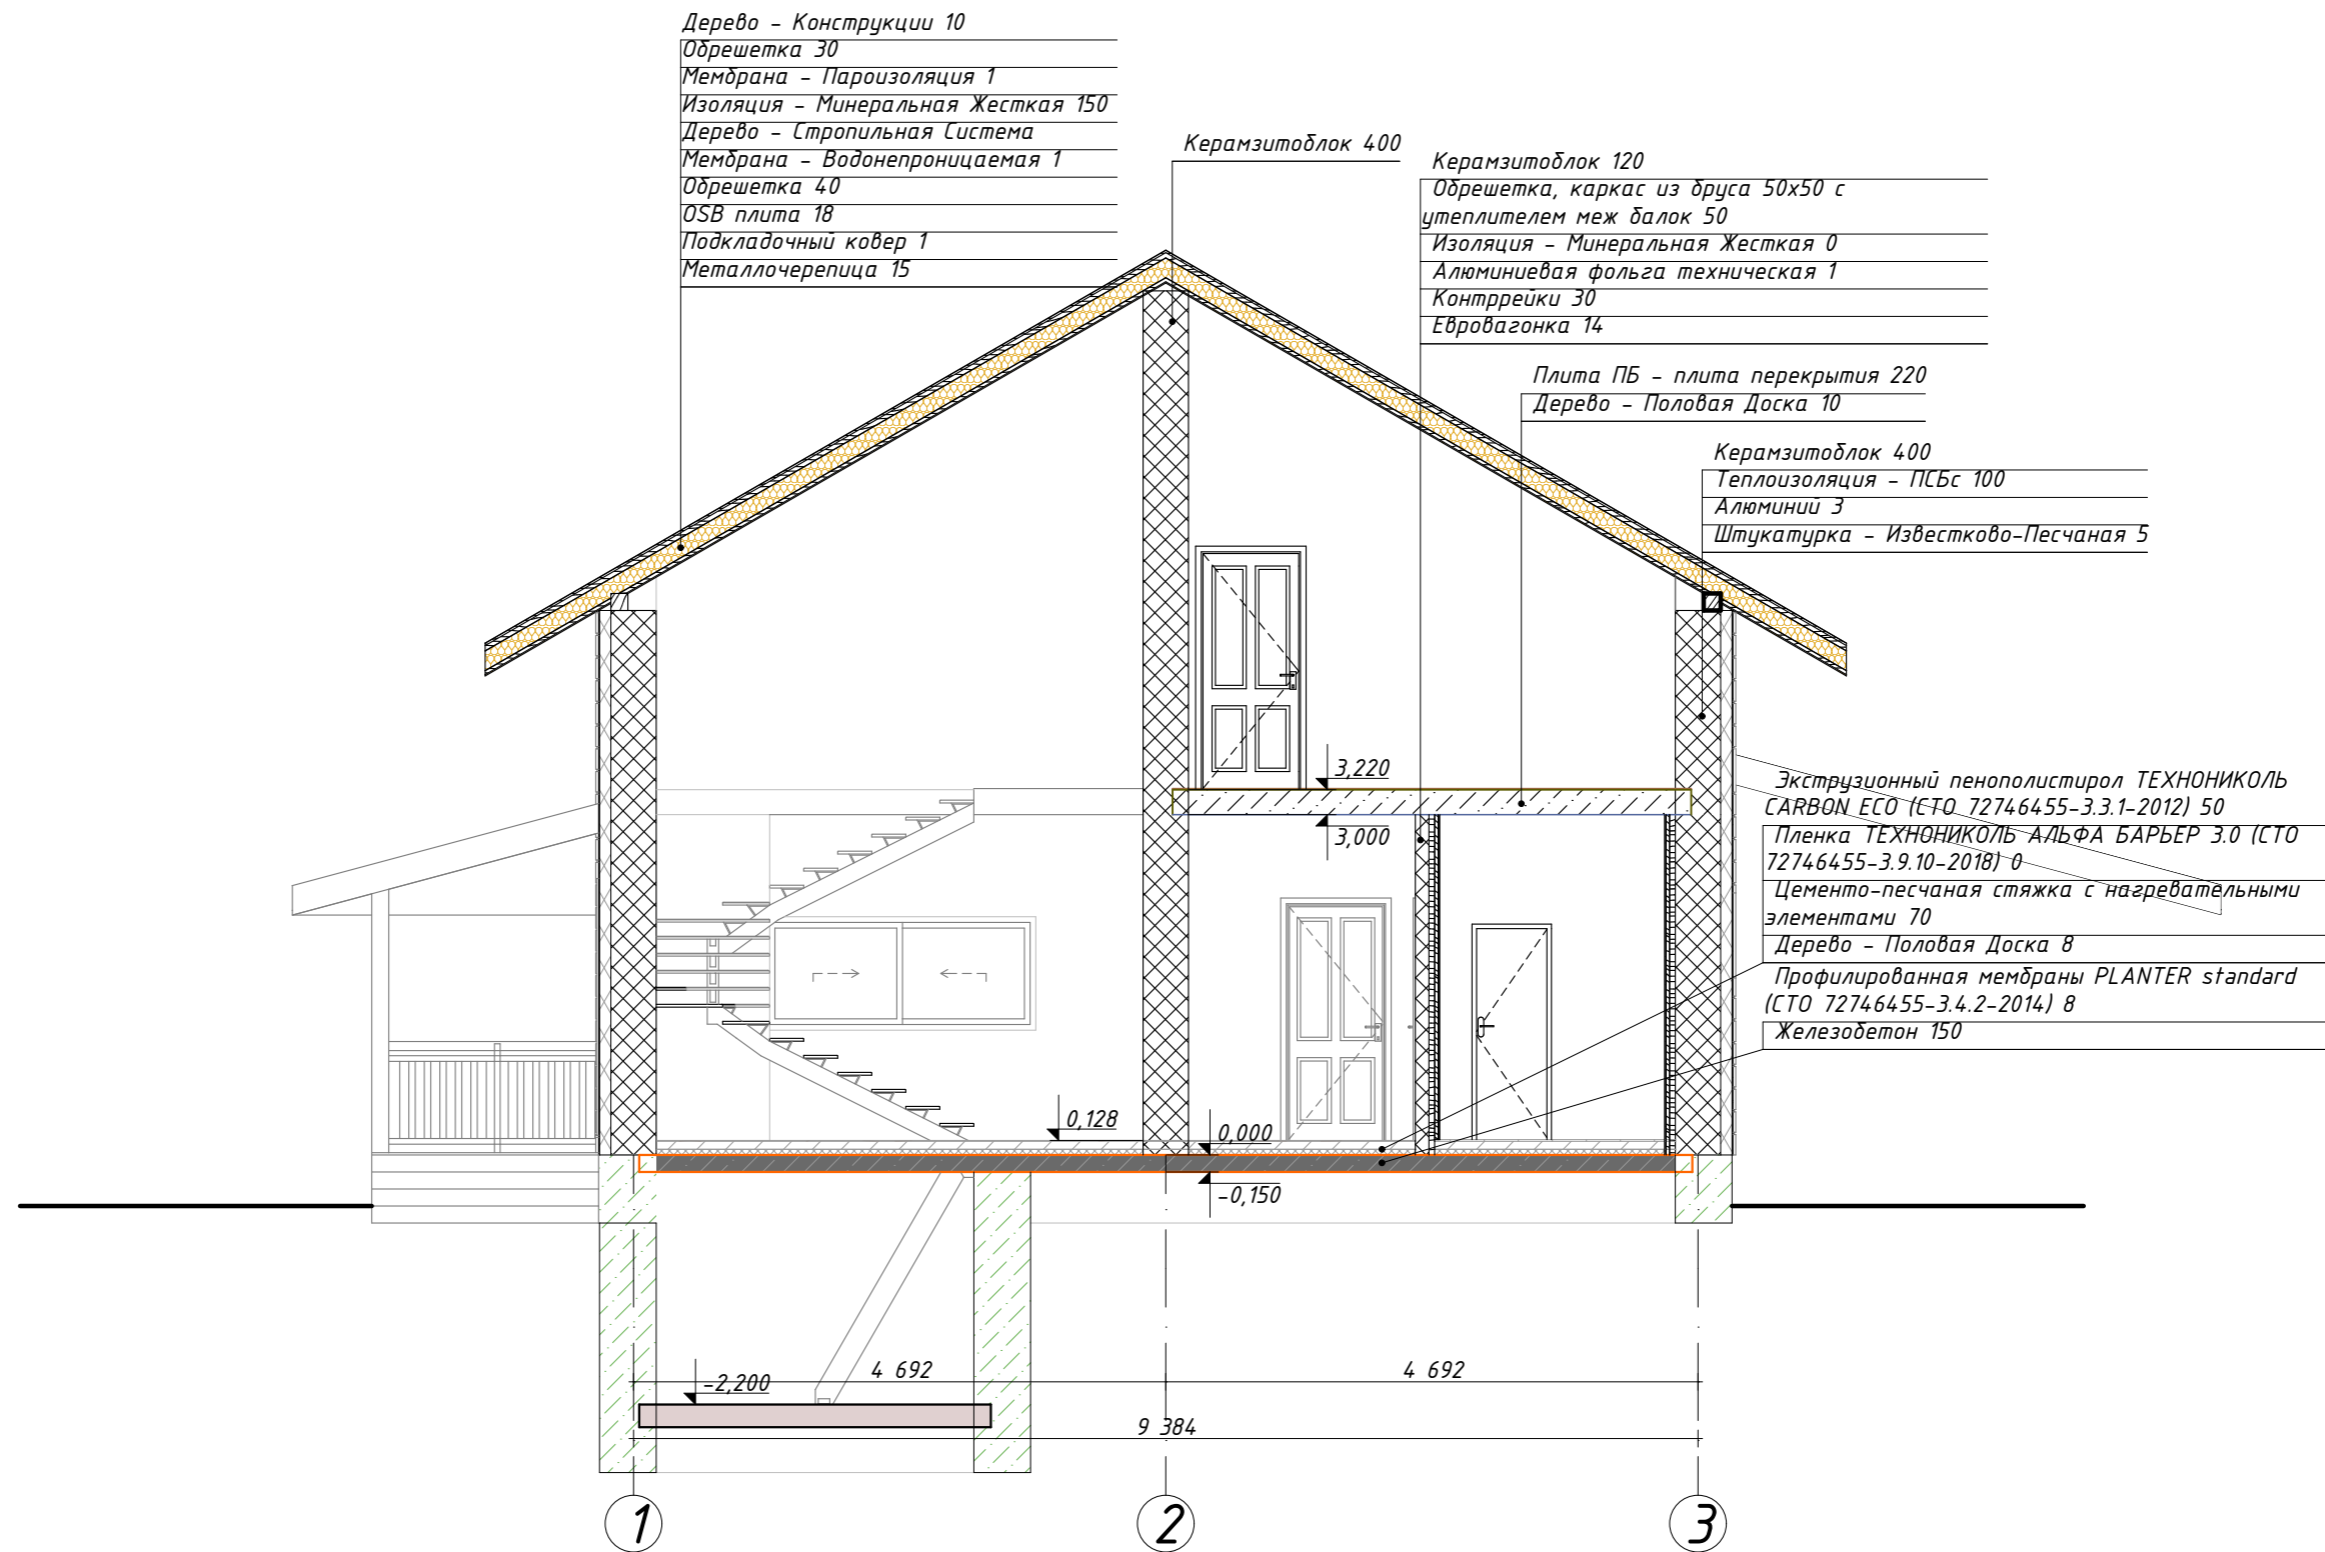 Дерево - Конструкции 10
Обрешетка 30
Мембрана - Пароизоляция 1
Изоляция - Минеральная Жесткая 150
Дерево - Стропильная Система
Мембрана - Водонепроницаемая 1
Обрешетка 40
OSB плита 18
Подкладочный ковер 1
Металлочерепица 15
Керамзитоблок 400
Керамзитоблок 120
Обрешетка, каркас из бруса 50х50 с
утеплителем меж балок 50
Изоляция - Минеральная Жесткая 0
Алюминиевая фольга техническая 1
Контррейки 30
Евровагонка 14
Плита ПБ - плита перекрытия 220
Дерево - Половая Доска 10
Керамзитоблок 400
Теплоизоляция - ПСБс 100
Алюминий 3
Штукатурка - Известково-Песчаная 5
3,220
3,000
Экструзионный пенополистирол ТЕХНОНИКОЛЬ
CARBON ECO (СТО 72746455-3.3.1-2012) 50
Пленка ТЕХНОНИКОЛЬ АЛЬФА БАРЬЕР 3.0 (СТО
72746455-3.9.10-2018) 0
Цементо-песчаная стяжка с нагревательными
элементами 70
Дерево - Половая Доска 8
Профилированная мембраны PLANTER standard
(СТО 72746455-3.4.2-2014) 8
Железобетон 150
0,128
0,000
-0,150
-2,200
4 692
4 692
9 384
1
2
3